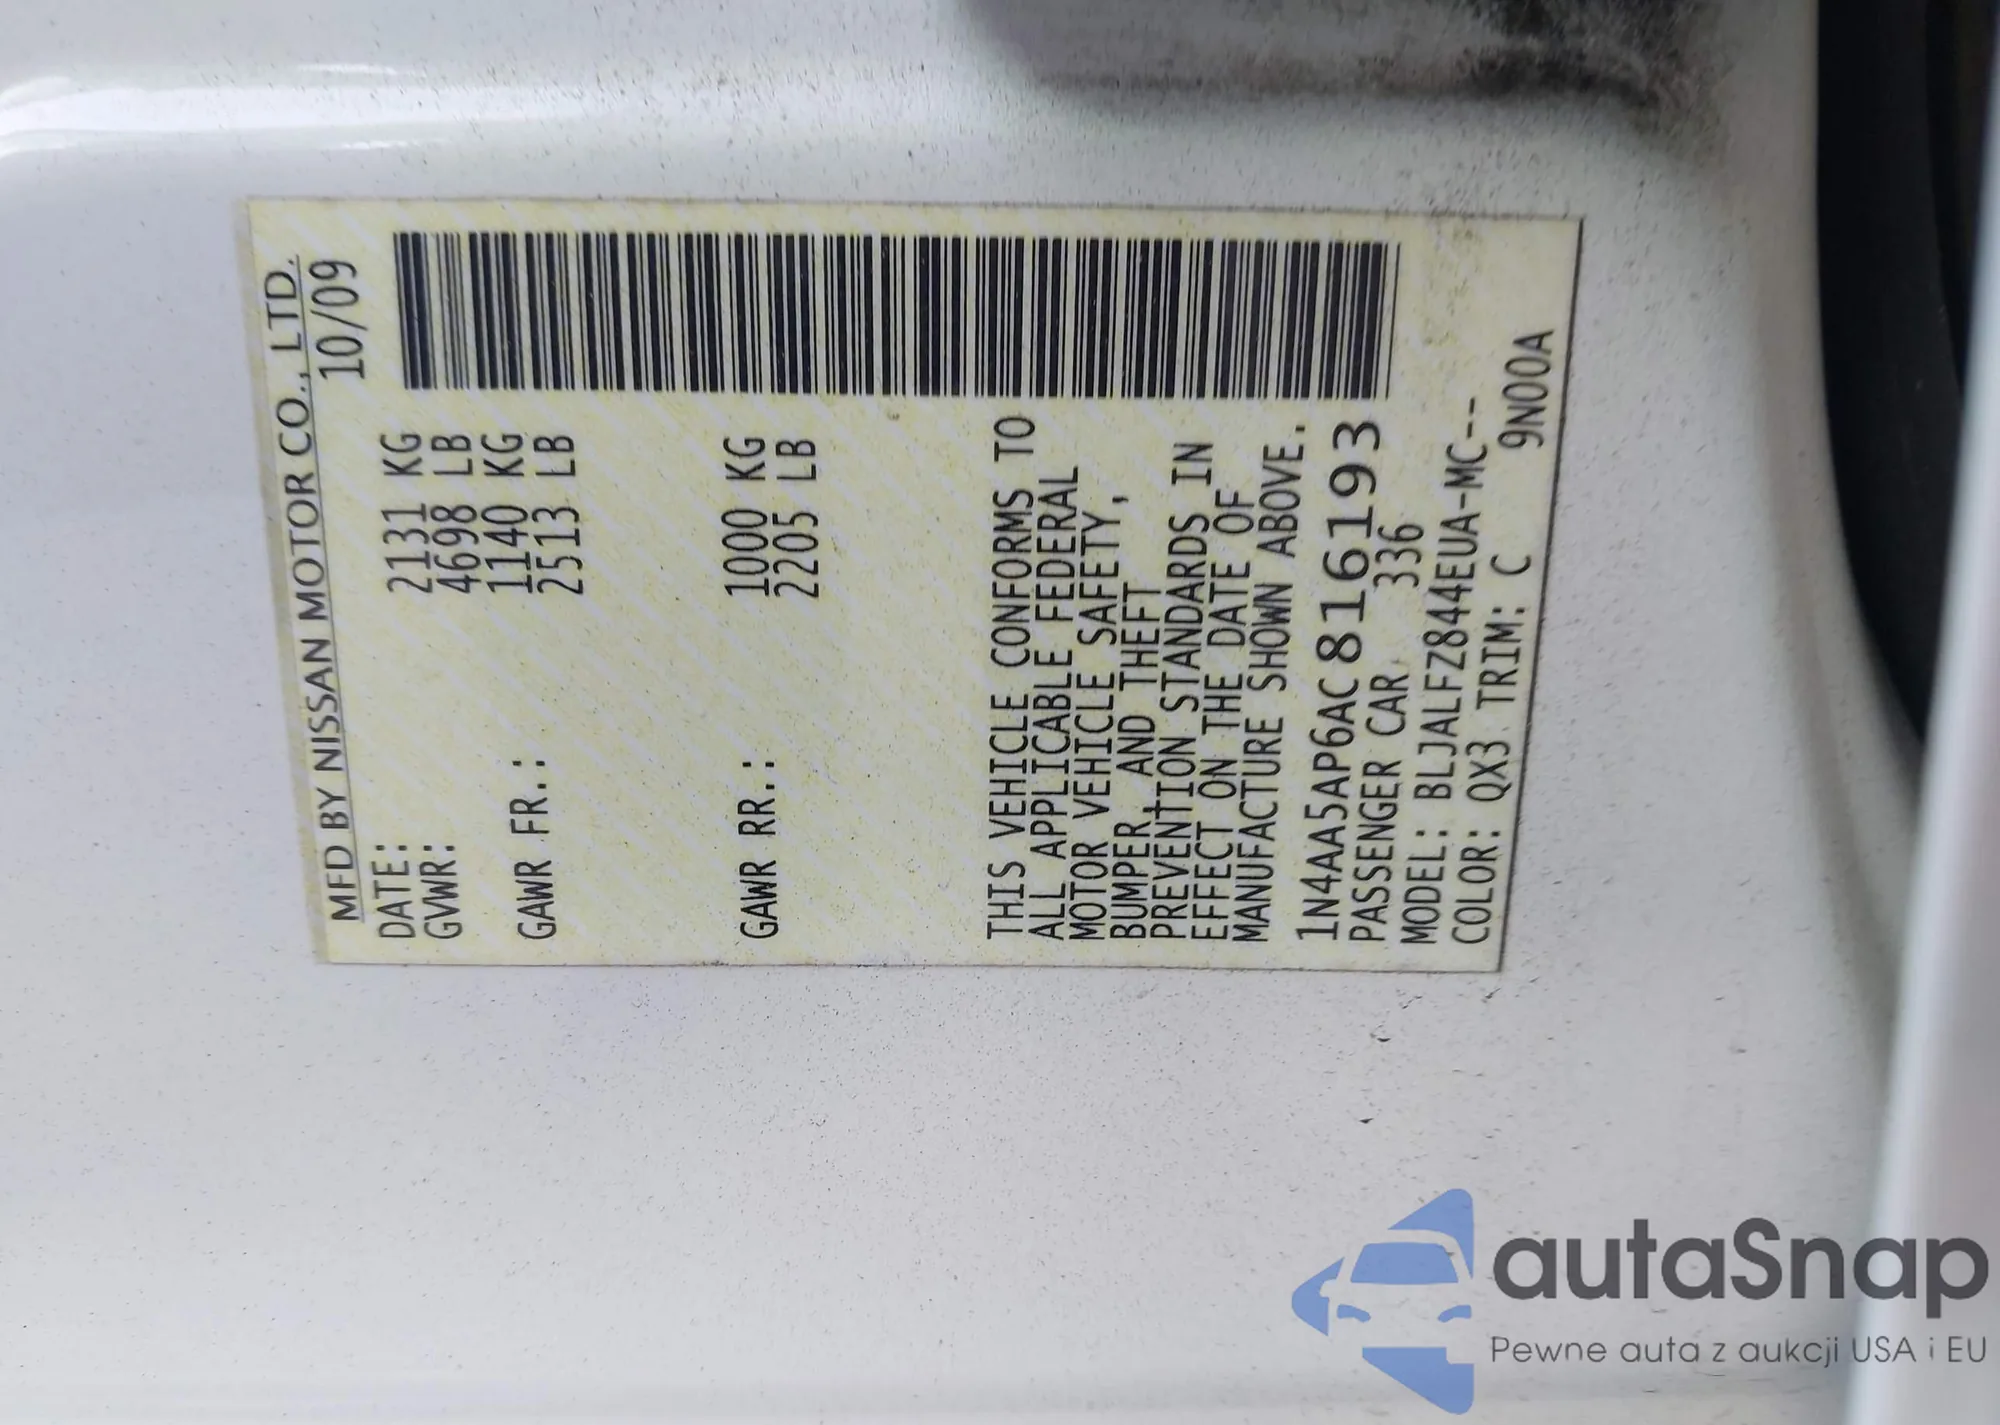 MFD BY NISSAN MOTOR CO., LTD.
DATE: 10/09
GVWR: 2131 KG
4698 LB
GAWR FR.: 1140 KG
2513 LB
GAWR RR.: 1000 KG
2205 LB
THIS VEHICLE CONFORMS TO
ALL APPLICABLE FEDERAL
MOTOR VEHICLE SAFETY,
BUMPER, AND THEFT
PREVENTION STANDARDS IN
EFFECT ON THE DATE OF
MANUFACTURE SHOWN ABOVE.
1N4AA5AP6AC816193
PASSENGER CAR 336
MODEL: BLJALFZ844EUA-MC---
COLOR: QX3 TRIM: C
9N00A
autaSnap
Pewne auta z aukcji USA i EU